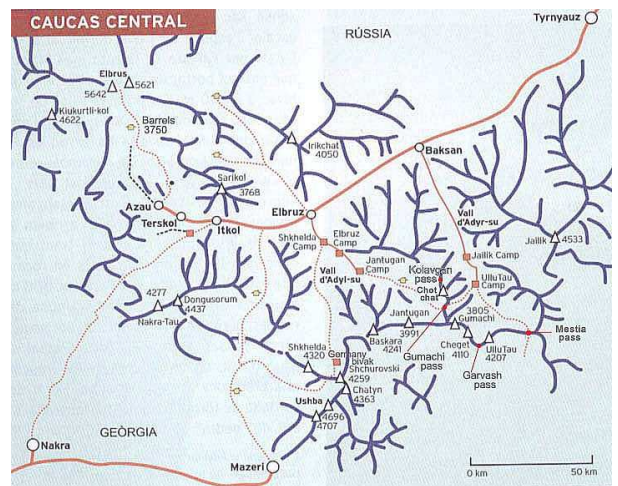 CAUCAS CENTRAL
RÚSSIA
Tyrnyauz
Elbrus
5642
5621
Kiukurtli-kol
4622
Barrels
3750
Irikchat
4050
Baksan
Sarikol
3768
Azau
Terskol
Itkol
Elbruz
Shkhelda
Camp
Elbruz
Camp
Jantugan
Camp
Vall
d'Adyl-su
Vall
d'Adyr-su
Jailik
4533
Jailik Camp
Kolavgan
pass
Chot
chat
UlluTau
Camp
4277
Dongusorum
4437
Nakra-Tau
Jantugan
3991
3805
Gumachi
Mestia
pass
Baskara
4241
Gumachi
pass
Cheget
4110
UlluTau
4207
Garvash
pass
Shkhelda
4320
Germany
bivak
Shchurovski
4259
Chatyn
4363
Ushba
4696
4707
GEÒRGIA
Nakra
Mazeri
0 km
50 km